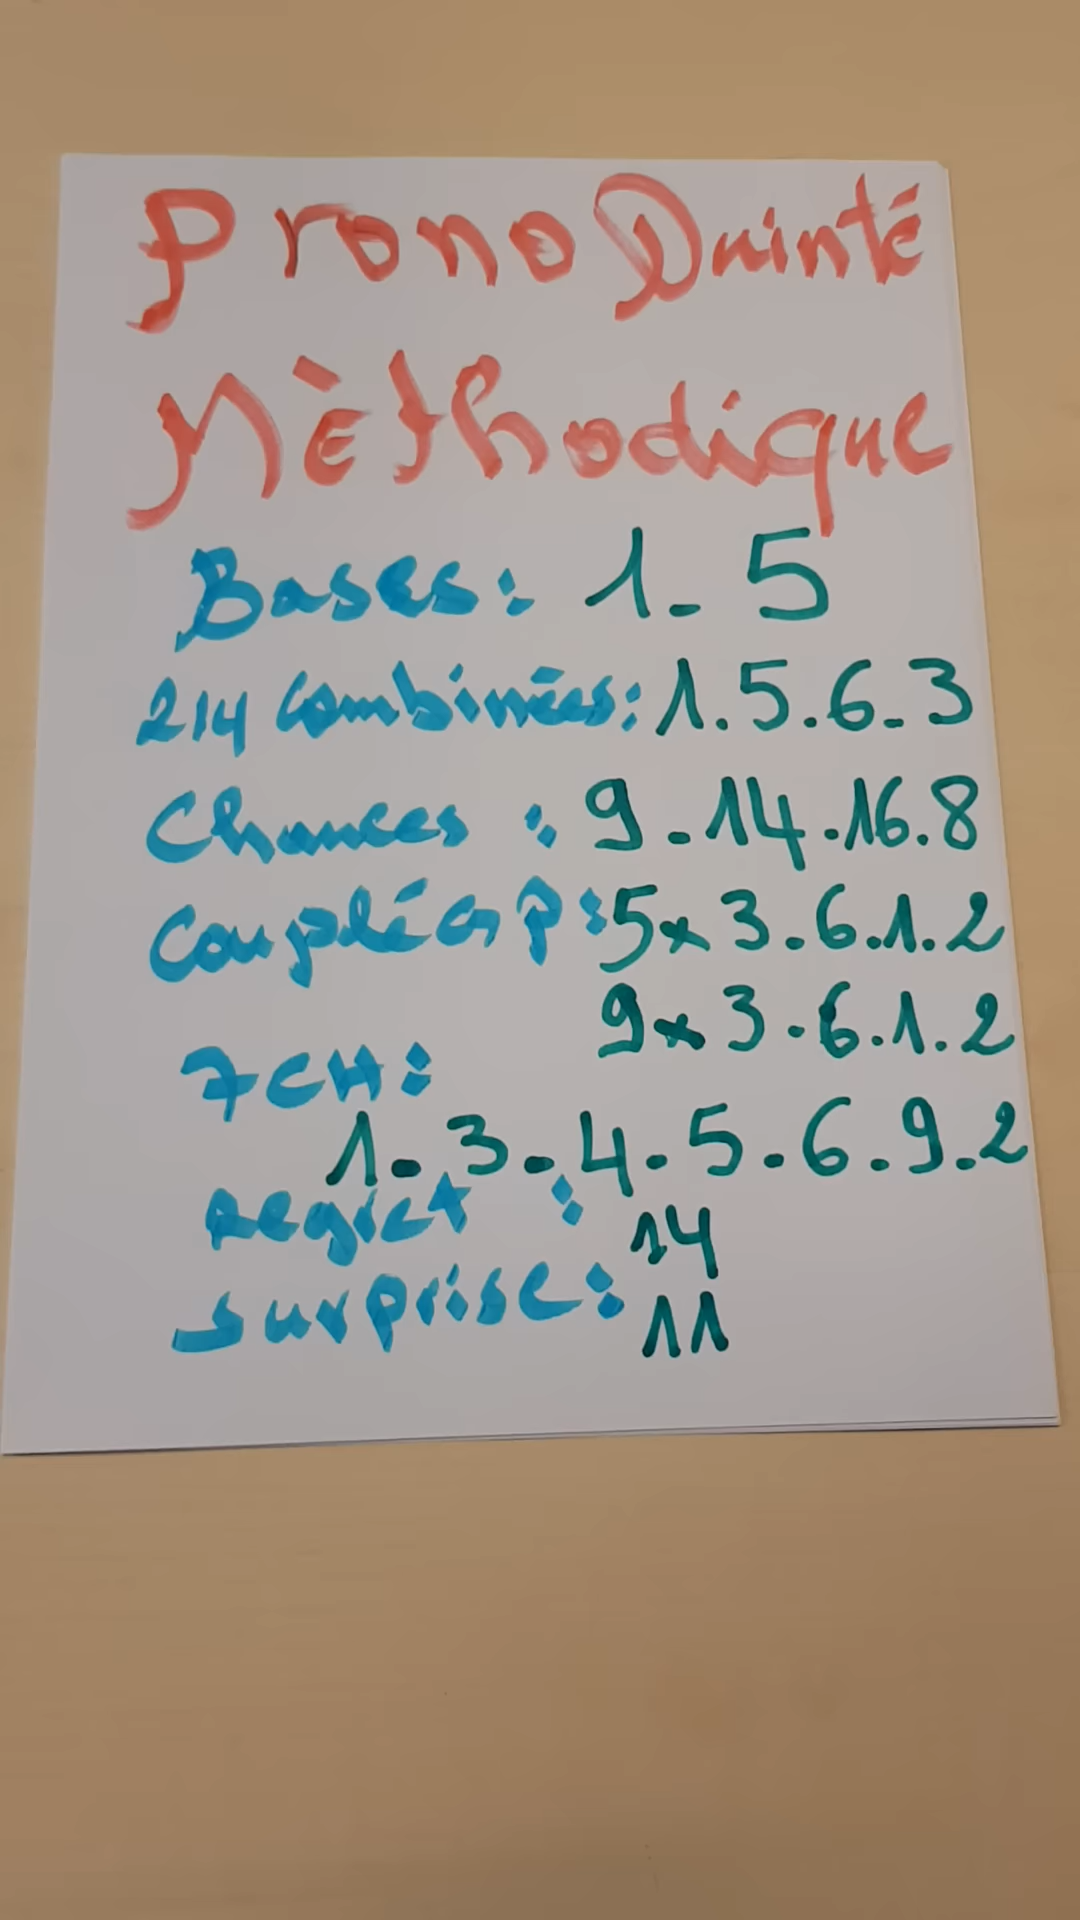 Prono Quinté
Mèthodique
Bases: 1-5
2/4 combinées: 1.5.6-3
Chances: 9-14.16.8
Couplé GP: 5x3.6.1.2
9x3.6.1.2
7CH:
1-3-4.5.6.9.2
Regret: 14
surprise: 11